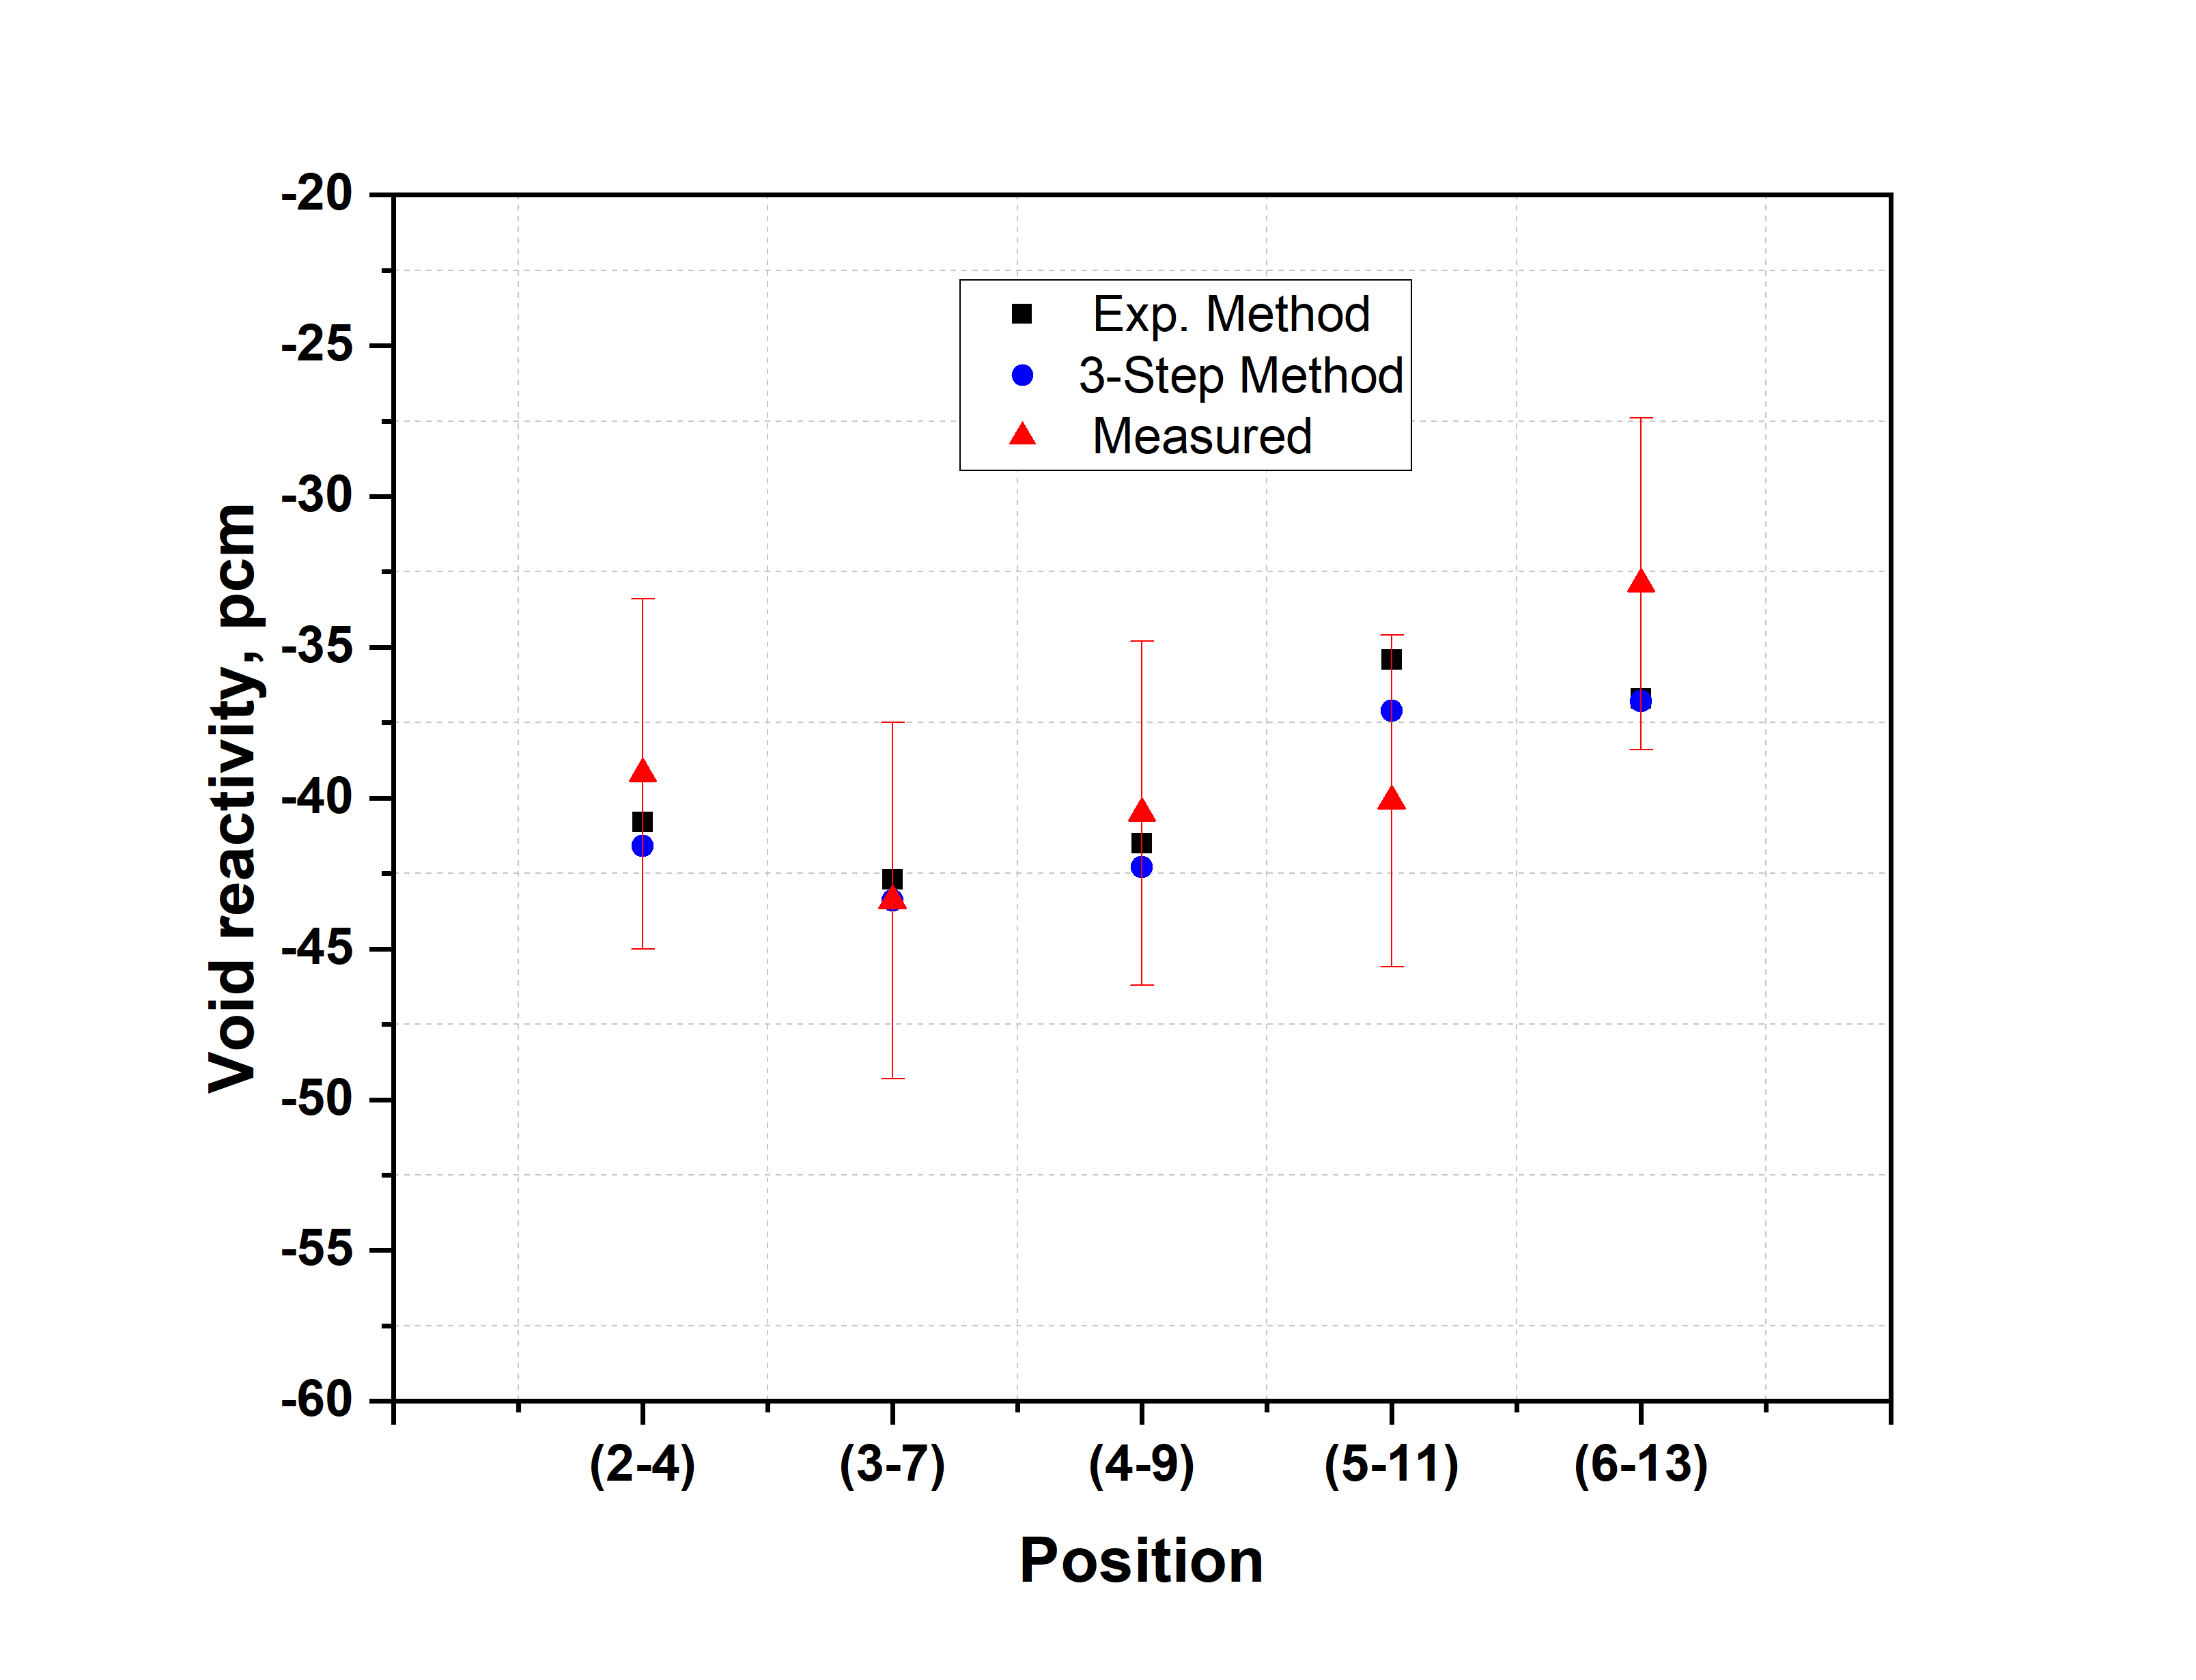 -20
-25
-30
-35
-40
-45
-50
-55
-60
Void reactivity, pcm
Exp. Method
3-Step Method
Measured
(2-4)
(3-7)
(4-9)
(5-11)
(6-13)
Position